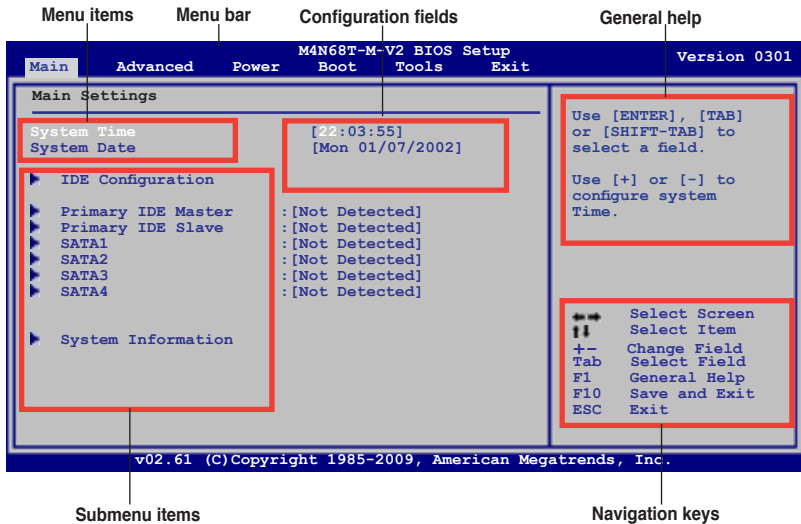 Menu items Menu bar Configuration fields General help
M4N68T-M-V2 BIOS Setup Version 0301
Main Advanced Power Boot Tools Exit
Main Settings
System Time [22:03:55]
System Date [Mon 01/07/2002]
IDE Configuration
Primary IDE Master :[Not Detected]
Primary IDE Slave :[Not Detected]
SATA1 :[Not Detected]
SATA2 :[Not Detected]
SATA3 :[Not Detected]
SATA4 :[Not Detected]
System Information
Use [ENTER], [TAB]
or [SHIFT-TAB] to
select a field.
Use [+] or [-] to
configure system
Time.
←→ Select Screen
↑↓ Select Item
+- Change Field
Tab Select Field
F1 General Help
F10 Save and Exit
ESC Exit
v02.61 (C)Copyright 1985-2009, American Megatrends, Inc.
Submenu items Navigation keys